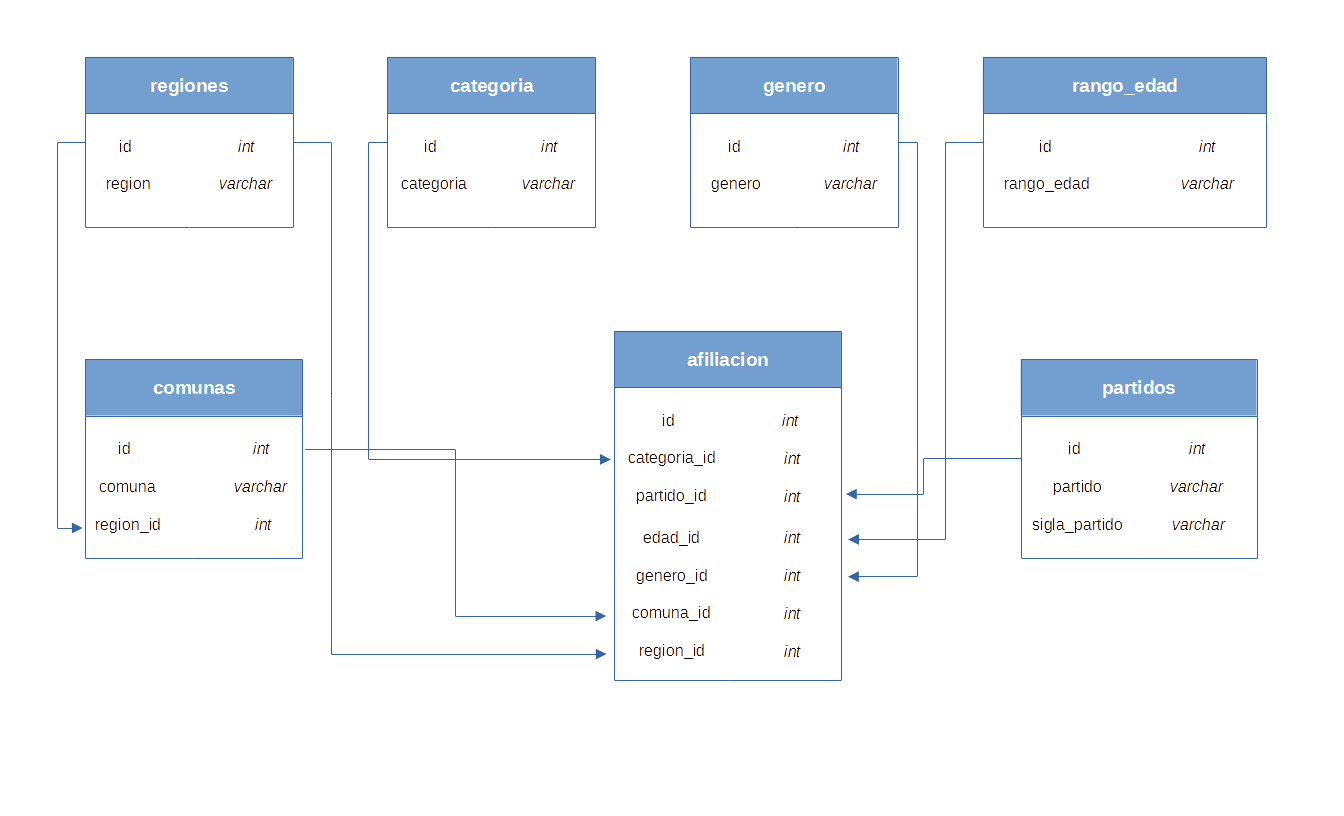 regiones
id int
region varchar
categoria
id int
categoria varchar
genero
id int
genero varchar
rango_edad
id int
rango_edad varchar
comunas
id int
comuna varchar
region_id int
afiliacion
id int
categoria_id int
partido_id int
edad_id int
genero_id int
comuna_id int
region_id int
partidos
id int
partido varchar
sigla_partido varchar